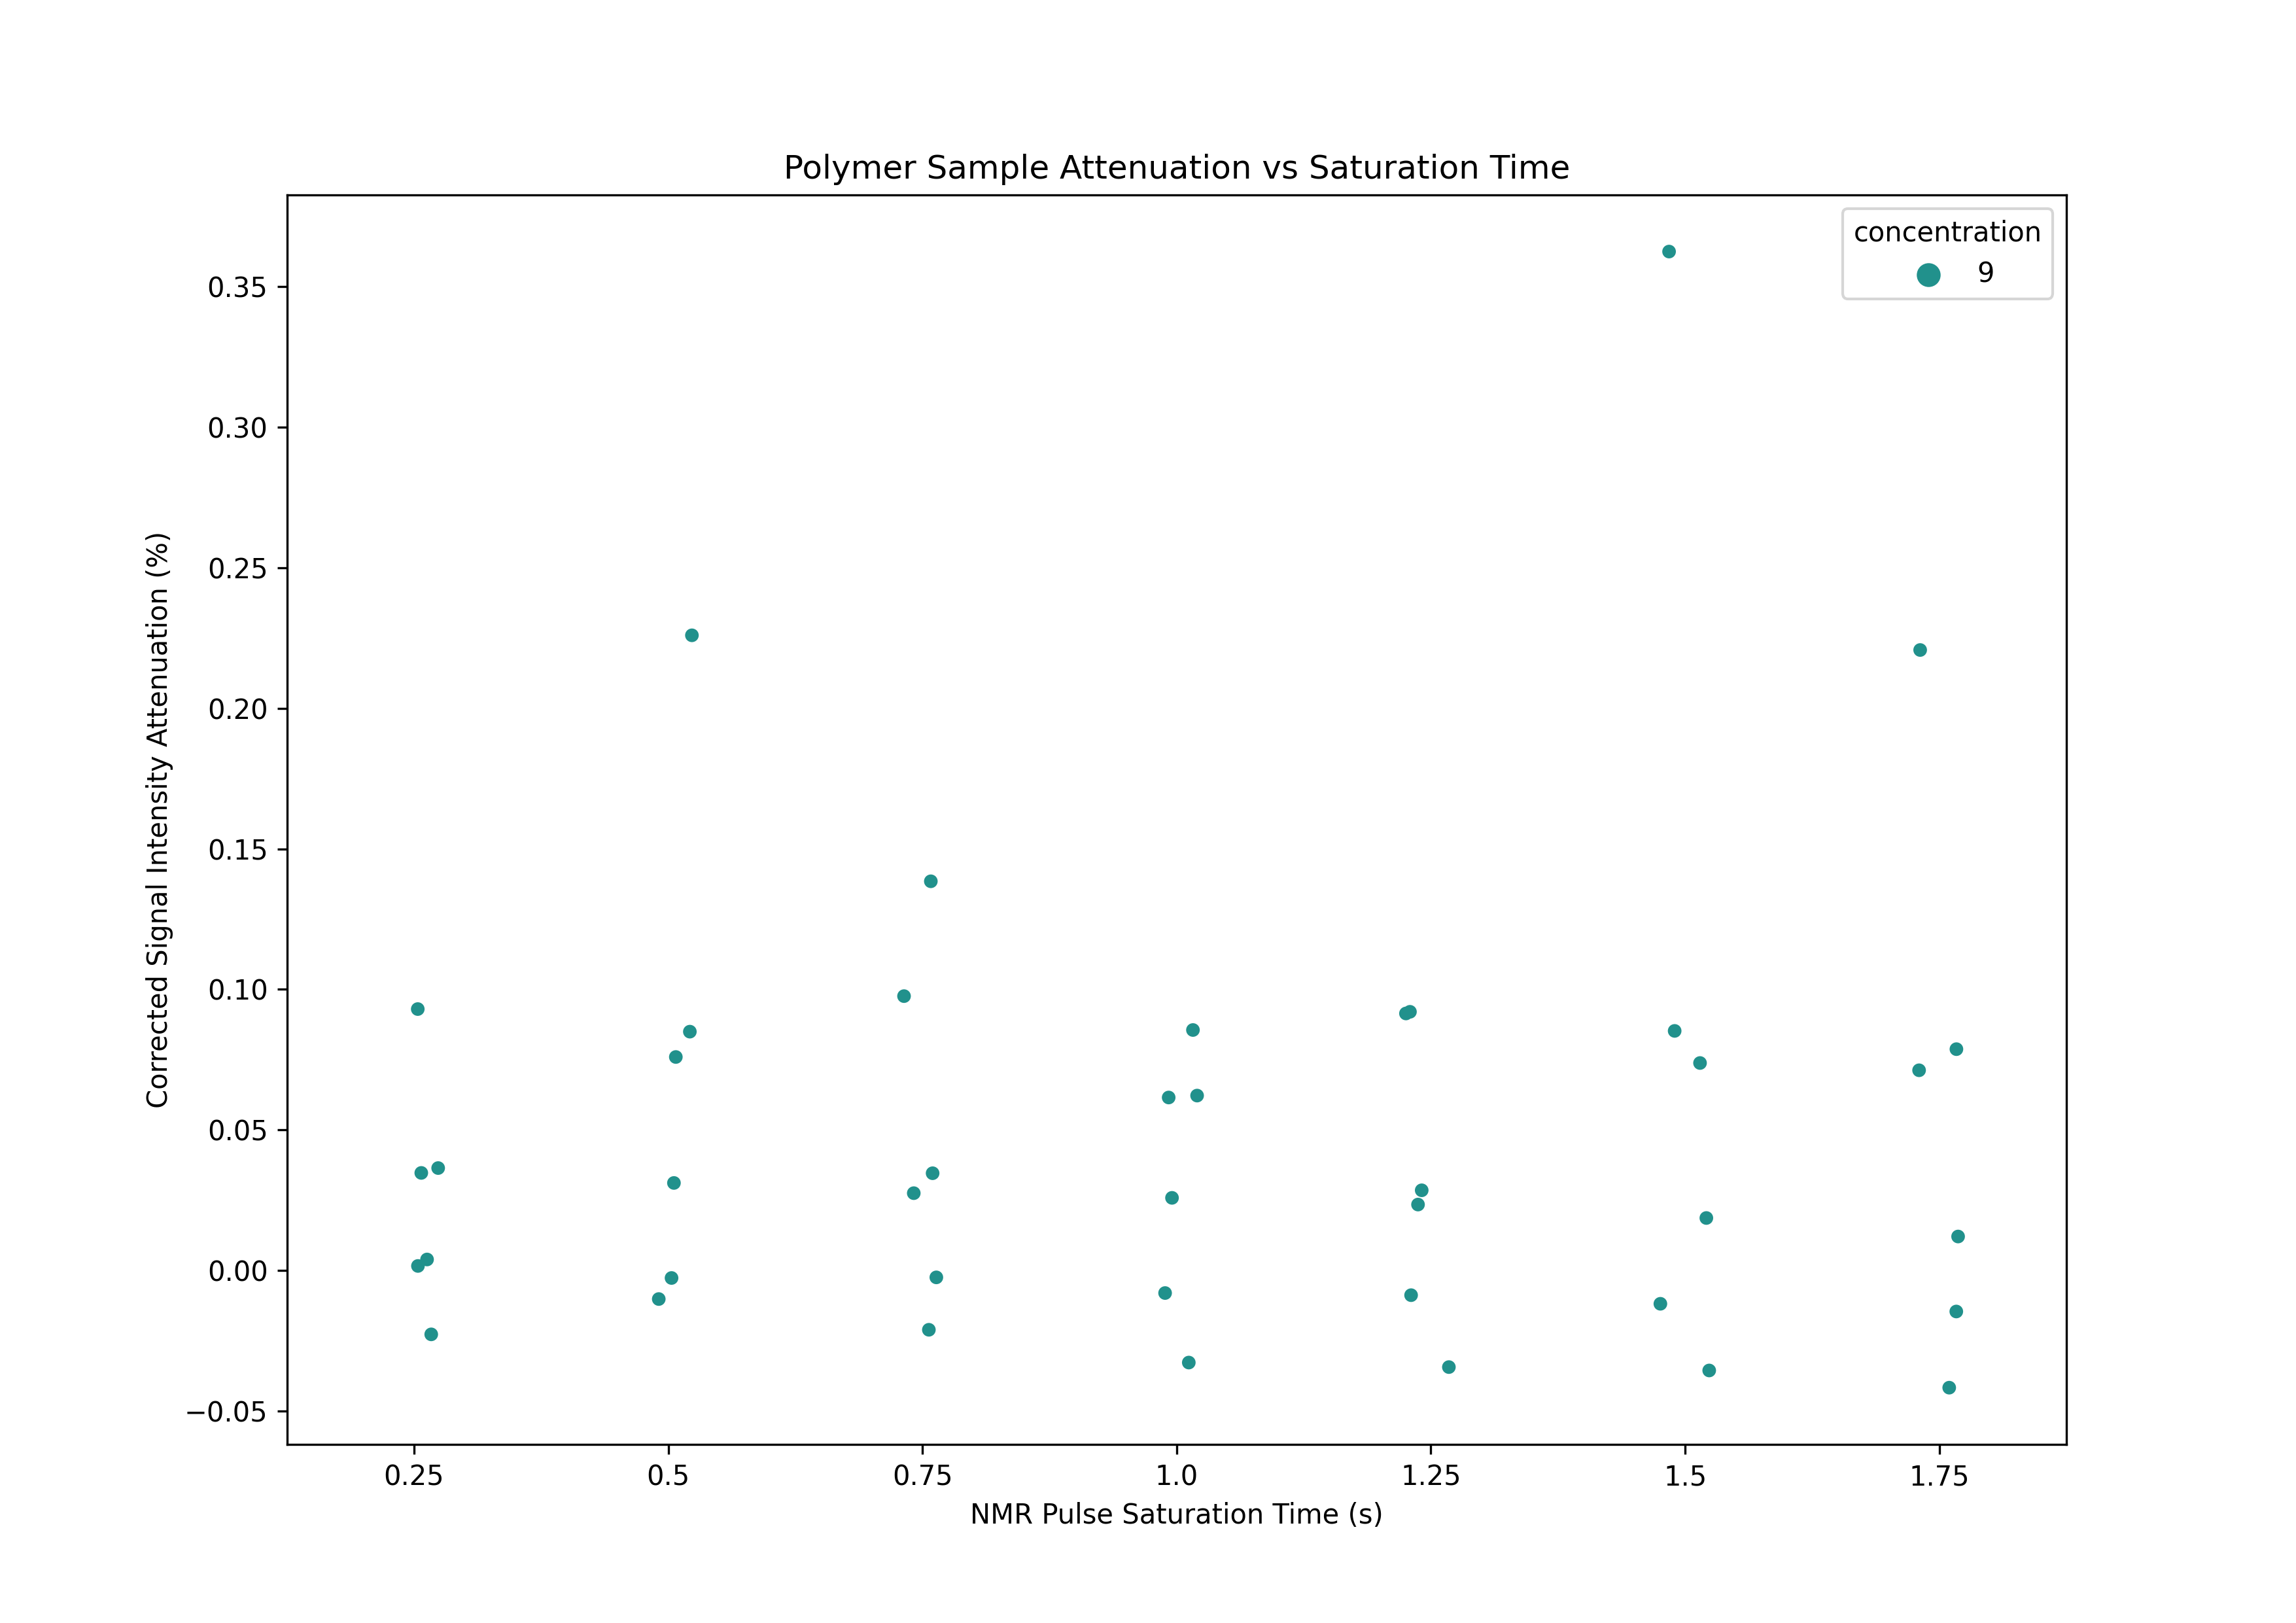 Polymer Sample Attenuation vs Saturation Time
concentration
9
0.35
0.30
0.25
0.20
0.15
0.10
0.05
0.00
−0.05
Corrected Signal Intensity Attenuation (%)
0.25 0.5 0.75 1.0 1.25 1.5 1.75
NMR Pulse Saturation Time (s)